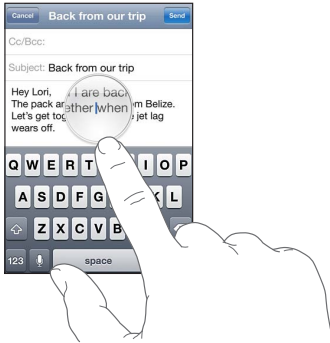 Cancel Back from our trip Send
Cc/Bcc:
Subject: Back from our trip
Hey Lori,
I are back
The pack an m Belize.
ether when
Let's get tog e jet lag
wears off.
Q W E R T I O P
A S D F G K L
Z X C V B
123 space